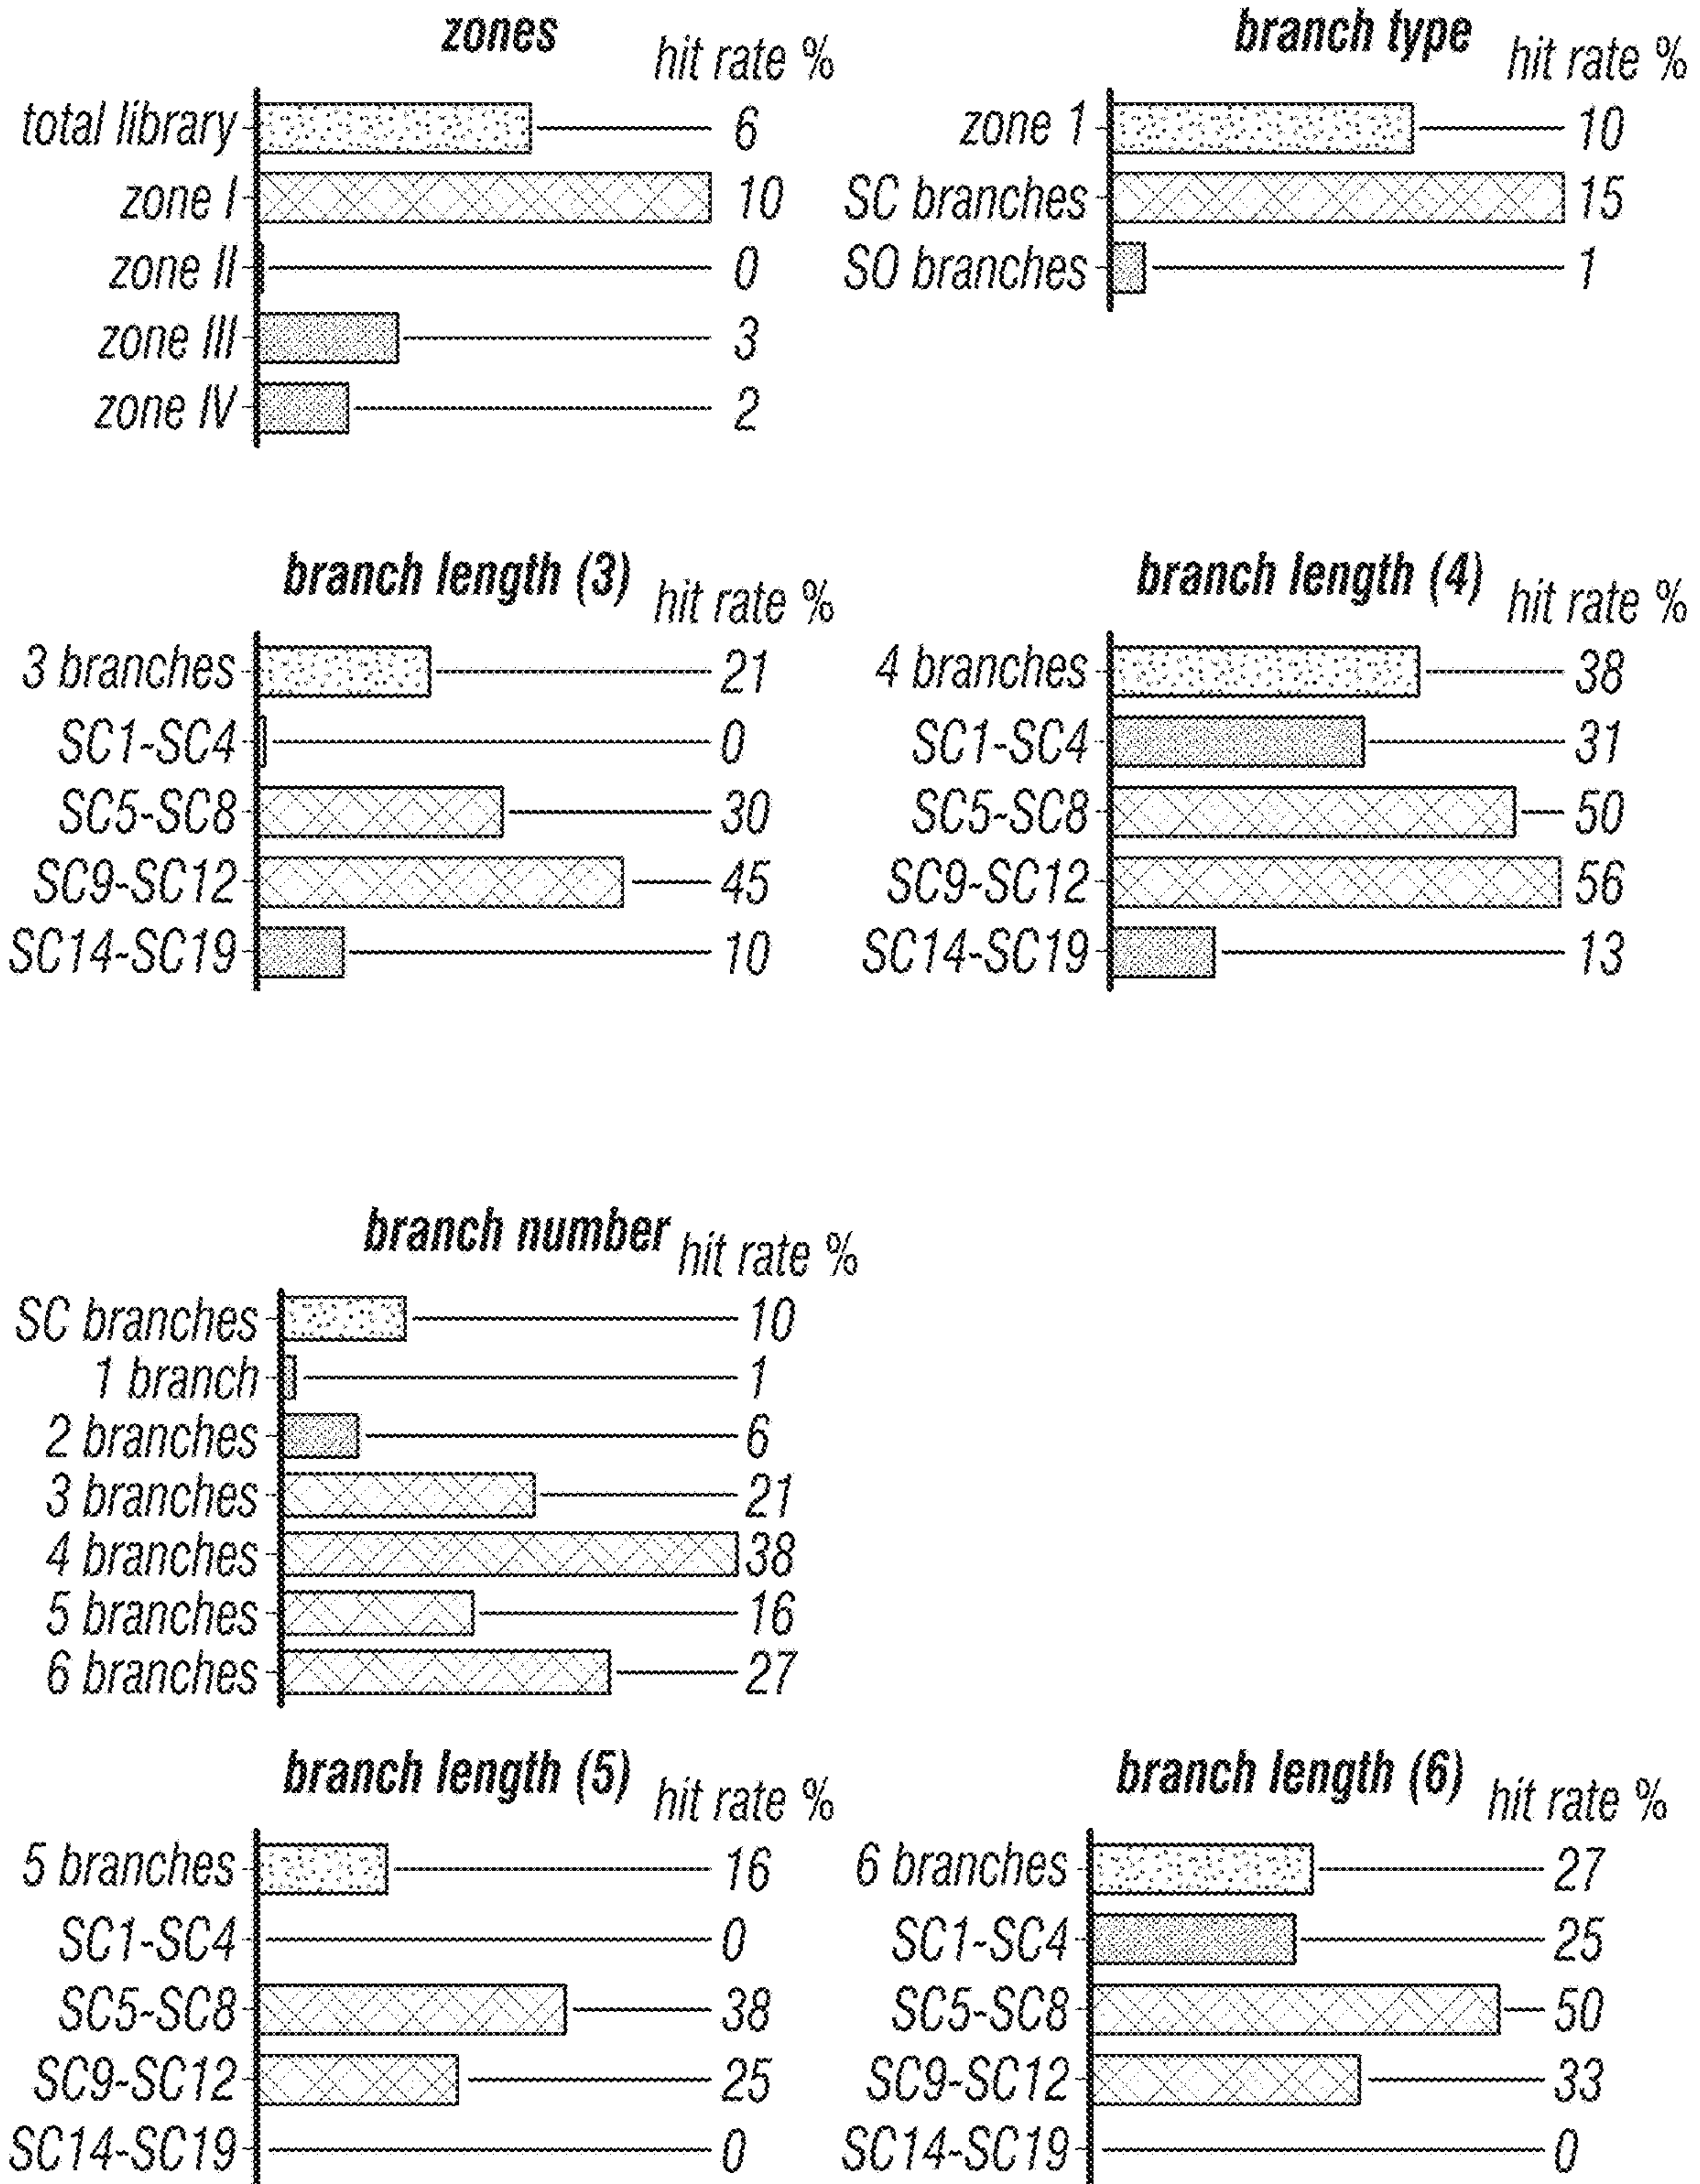 zones hit rate %
total library 6
zone I 10
zone II 0
zone III 3
zone IV 2
branch type hit rate %
zone 1 10
SC branches 15
SO branches 1
branch length (3) hit rate %
3 branches 21
SC1-SC4 0
SC5-SC8 30
SC9-SC12 45
SC14-SC19 10
branch length (4) hit rate %
4 branches 38
SC1-SC4 31
SC5-SC8 50
SC9-SC12 56
SC14-SC19 13
branch number hit rate %
SC branches 10
1 branch 1
2 branches 6
3 branches 21
4 branches 38
5 branches 16
6 branches 27
branch length (5) hit rate %
5 branches 16
SC1-SC4 0
SC5-SC8 38
SC9-SC12 25
SC14-SC19 0
branch length (6) hit rate %
6 branches 27
SC1-SC4 25
SC5-SC8 50
SC9-SC12 33
SC14-SC19 0